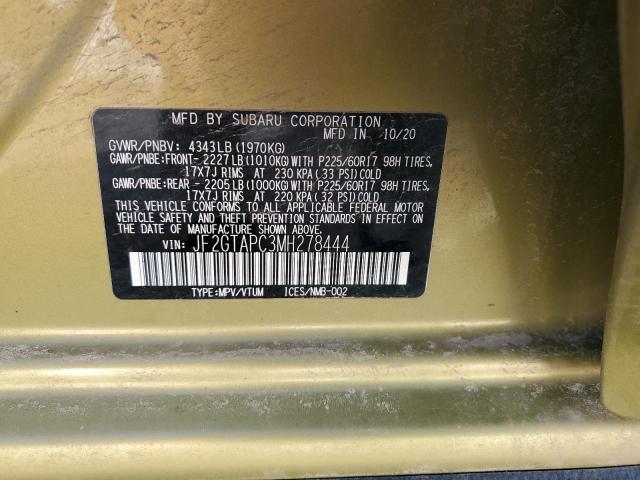 MFD BY SUBARU CORPORATION
MFD IN 10/20
GVWR/PNBV: 4343LB(1970KG)
GAWR/PNBE:FRONT- 2227LB(1010KG)WITH P225/60R17 98H TIRES,
17X7J RIMS AT 230 KPA(33 PSI)COLD
GAWR/PNBE:REAR - 2205LB(1000KG)WITH P225/60R17 98H TIRES,
17X7J RIMS AT 220 KPA(32 PSI)COLD
THIS VEHICLE CONFORMS TO ALL APPLICABLE FEDERAL MOTOR
VEHICLE SAFETY AND THEFT PREVENTION STANDARDS IN EFFECT
ON THE DATE OF MANUFACTURE SHOWN ABOVE.
VIN: JF2GTAPC3MH278444
TYPE:MPV/VTUM ICES/NMB-002